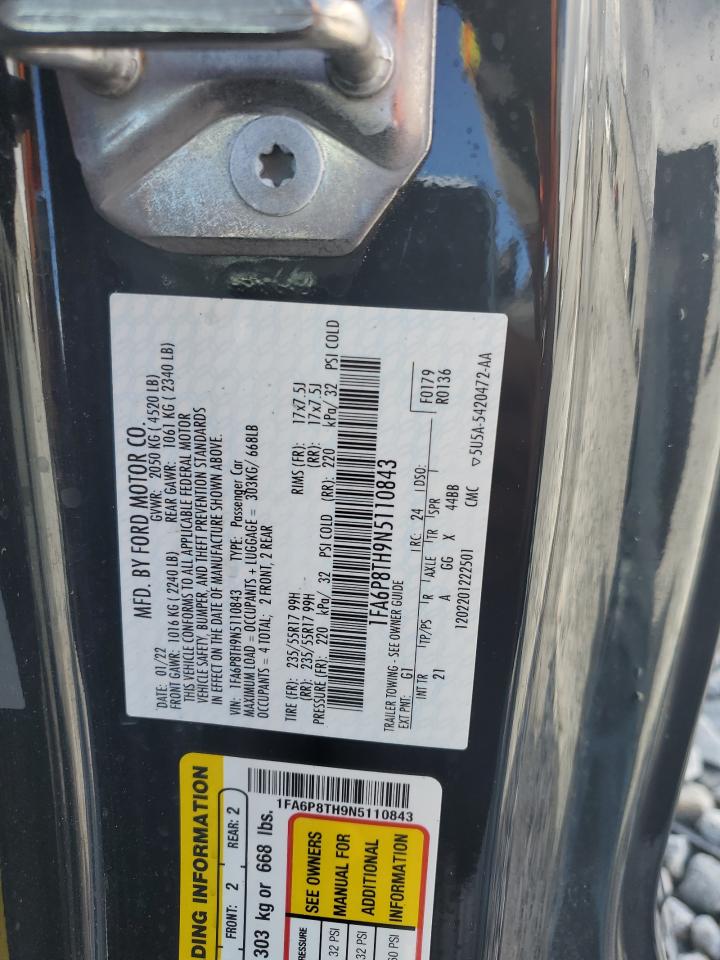 MFD. BY FORD MOTOR CO.
DATE: 01/22 GVWR: 2050 KG ( 4520 LB)
FRONT GAWR: 1016 KG ( 2240 LB) REAR GAWR: 1061 KG ( 2340 LB)
THIS VEHICLE CONFORMS TO ALL APPLICABLE FEDERAL MOTOR
VEHICLE SAFETY, BUMPER, AND THEFT PREVENTION STANDARDS
IN EFFECT ON THE DATE OF MANUFACTURE SHOWN ABOVE.
VIN: 1FA6P8TH9N5110843 TYPE: Passenger Car
MAXIMUM LOAD = OCCUPANTS + LUGGAGE = 303KG/ 668LB
OCCUPANTS = 4 TOTAL: 2 FRONT, 2 REAR
TIRE (FR): 235/55R17 99H RIMS (FR): 17x7.5J
(RR): 235/55R17 99H (RR): 17x7.5J
PRESSURE (FR): 220 kPa/ 32 PSI COLD (RR): 220 kPa/ 32 PSI COLD
1FA6P8TH9N5110843
TRAILER TOWING - SEE OWNER GUIDE
EXT PNT: G1 RC: 24 DSO: F0179
R0136
INT TR TP/PS R AXLE TR SPR
21 A GG X 44BB
1202201222501 CMC ▽5U5A-5420472-AA
DING INFORMATION
FRONT: 2 REAR: 2
303 kg or 668 lbs.
1FA6P8TH9N5110843
RESSURE
32 PSI
32 PSI
60 PSI
SEE OWNERS
MANUAL FOR
ADDITIONAL
INFORMATION